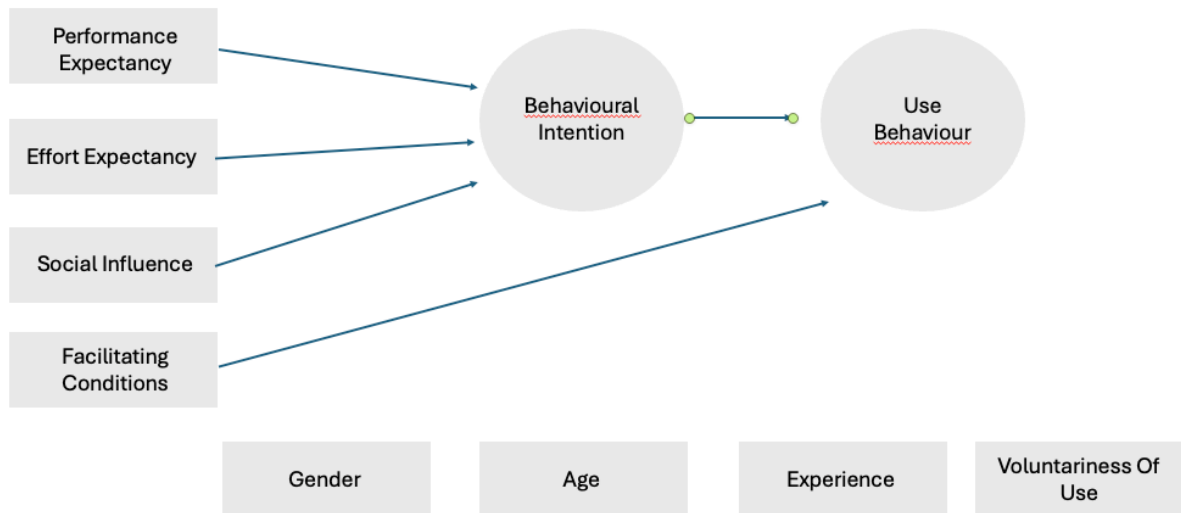 Performance
Expectancy
Effort Expectancy
Social Influence
Facilitating
Conditions
Behavioural
Intention
Use
Behaviour
Gender
Age
Experience
Voluntariness Of
Use